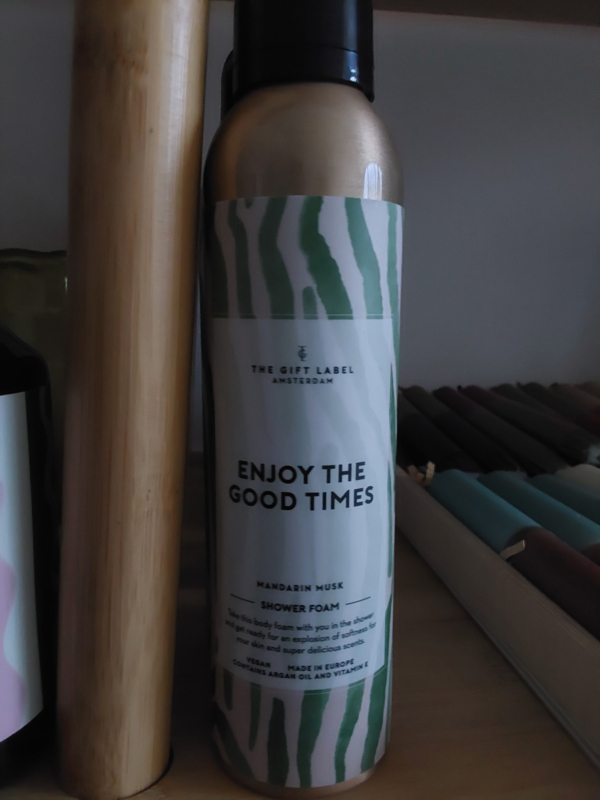 THE GIFT LABEL
AMSTERDAM
ENJOY THE
GOOD TIMES
MANDARIN MUSK
SHOWER FOAM
Take this body foam with you in the shower
and get ready for an explosion of softness for
your skin and super delicious scents.
VEGAN MADE IN EUROPE
CONTAINS ARGAN OIL AND VITAMIN E